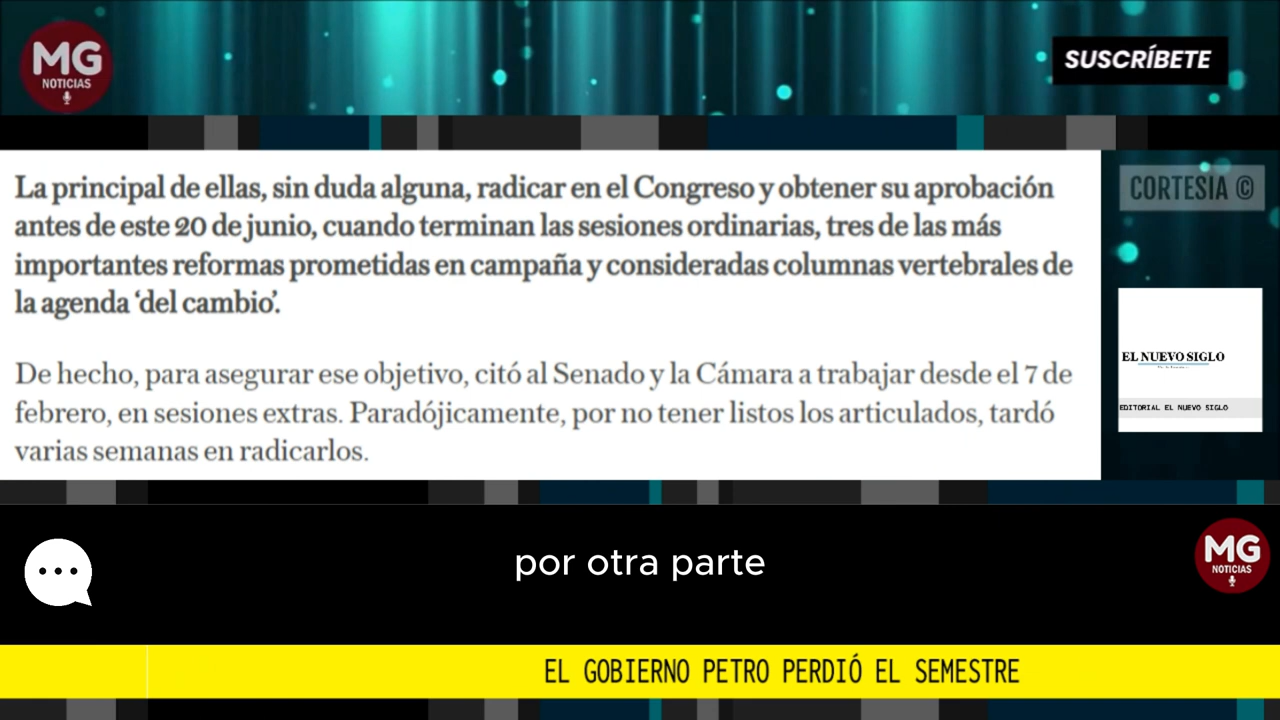 MG
NOTICIAS
SUSCRÍBETE
La principal de ellas, sin duda alguna, radicar en el Congreso y obtener su aprobación
antes de este 20 de junio, cuando terminan las sesiones ordinarias, tres de las más
importantes reformas prometidas en campaña y consideradas columnas vertebrales de
la agenda ‘del cambio’.
De hecho, para asegurar ese objetivo, citó al Senado y la Cámara a trabajar desde el 7 de
febrero, en sesiones extras. Paradójicamente, por no tener listos los articulados, tardó
varias semanas en radicarlos.
CORTESIA ©
EL NUEVO SIGLO
EDITORIAL EL NUEVO SIGLO
por otra parte
MG
NOTICIAS
EL GOBIERNO PETRO PERDIÓ EL SEMESTRE